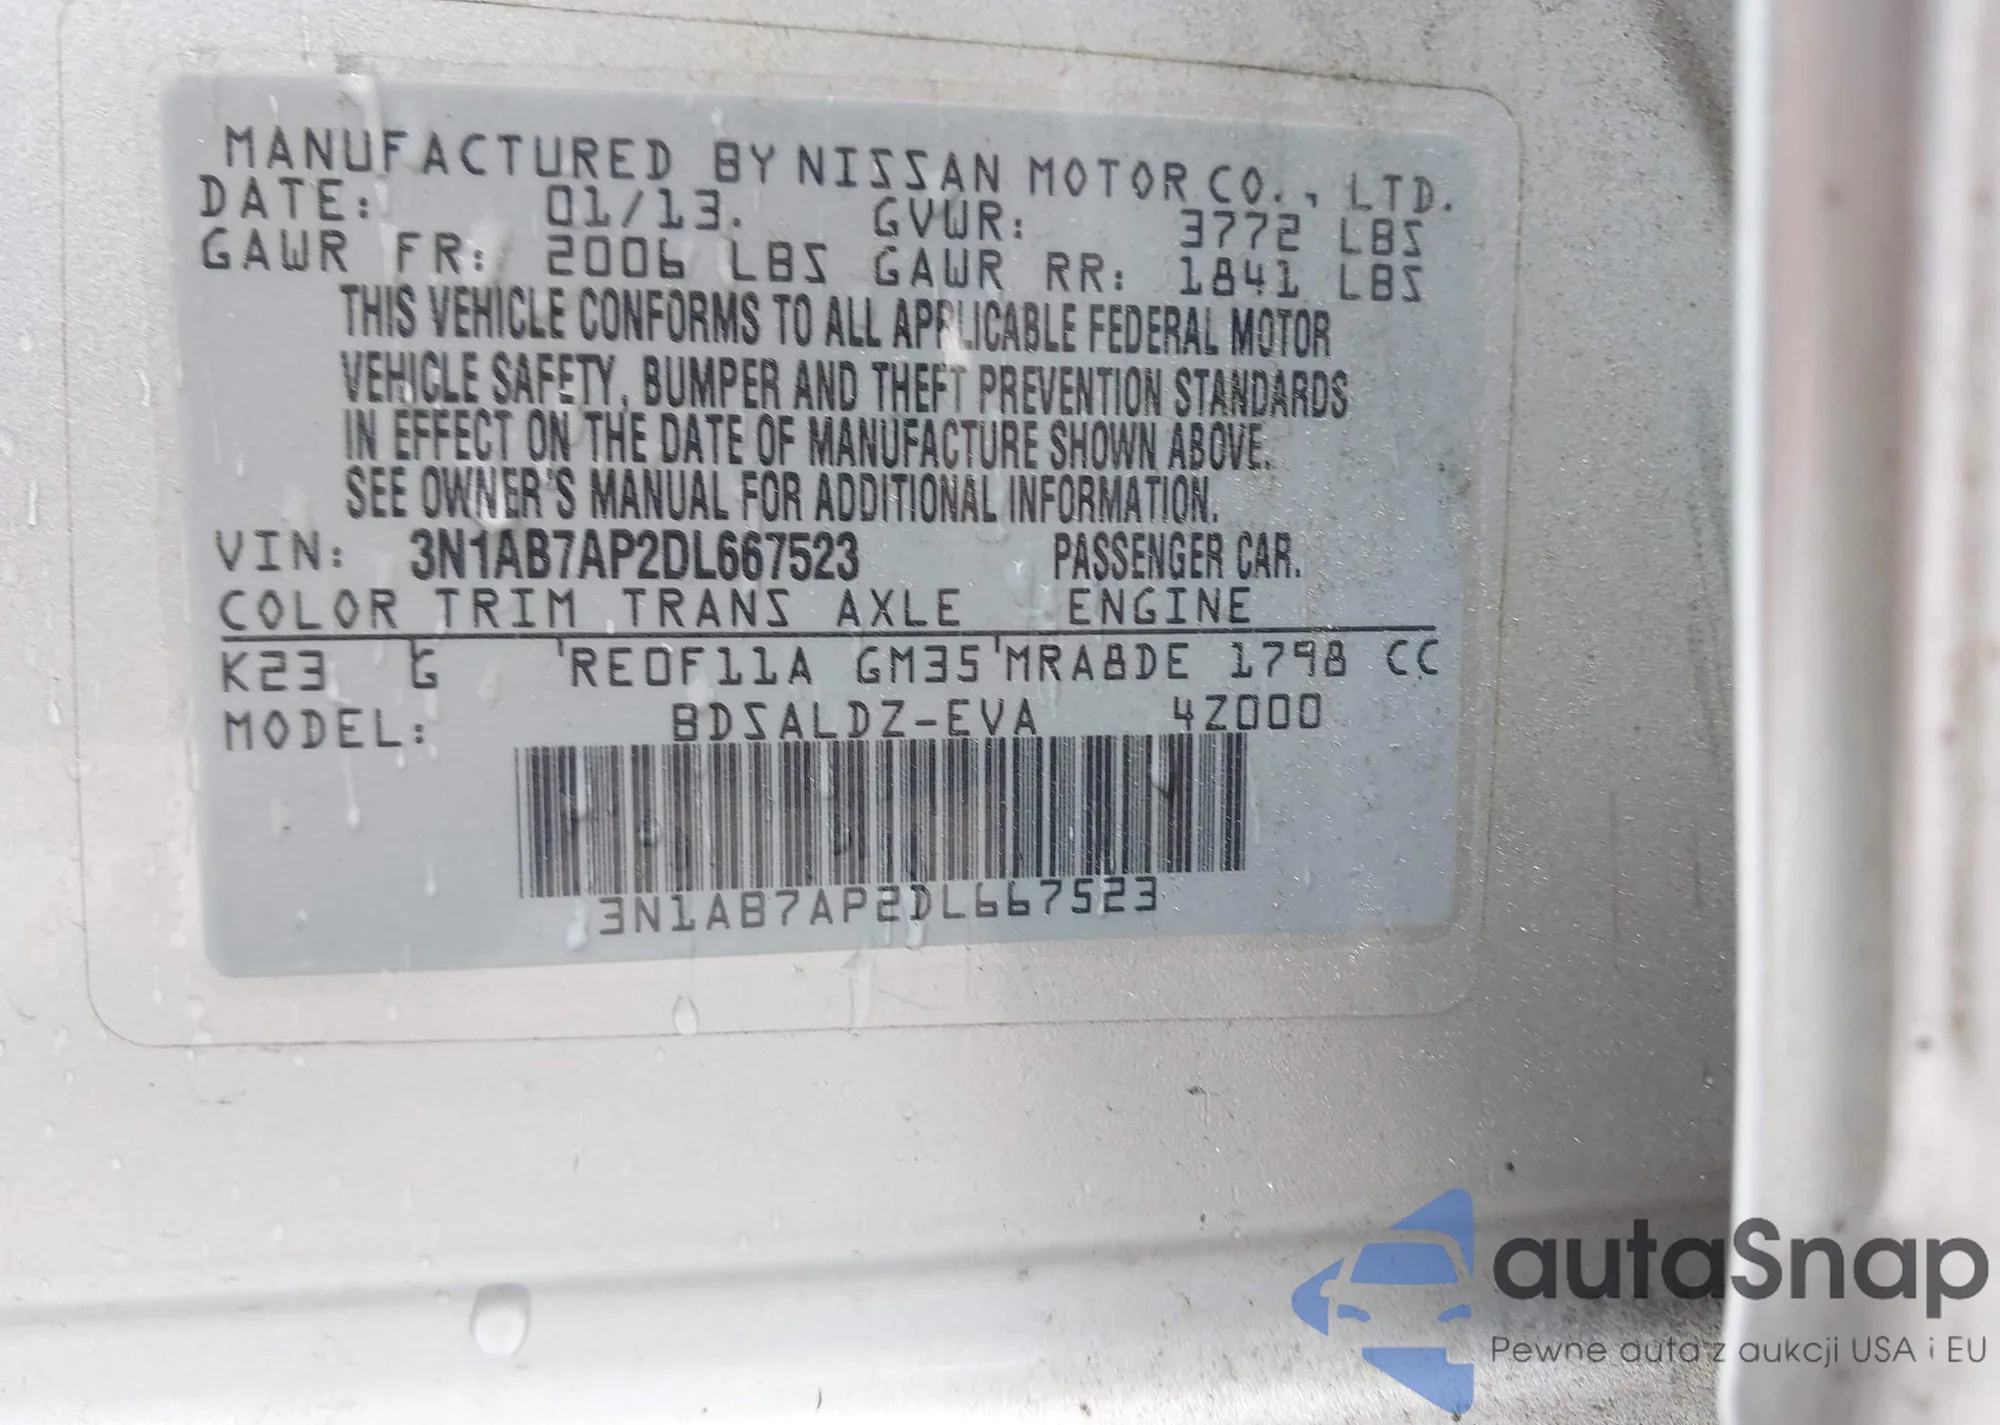 MANUFACTURED BY NISSAN MOTOR CO., LTD.
DATE: 01/13. GVWR: 3772 LBS
GAWR FR: 2006 LBS GAWR RR: 1841 LBS
THIS VEHICLE CONFORMS TO ALL APPLICABLE FEDERAL MOTOR
VEHICLE SAFETY, BUMPER AND THEFT PREVENTION STANDARDS
IN EFFECT ON THE DATE OF MANUFACTURE SHOWN ABOVE.
SEE OWNER'S MANUAL FOR ADDITIONAL INFORMATION.
VIN: 3N1AB7AP2DL667523 PASSENGER CAR.
COLOR TRIM TRANS AXLE ENGINE
K23 G RE0F11A GM35 MRA8DE 1798 CC
MODEL: BDSALDZ-EVA 4Z000
3N1AB7AP2DL667523
autaSnap
Pewne auta z aukcji USA i EU